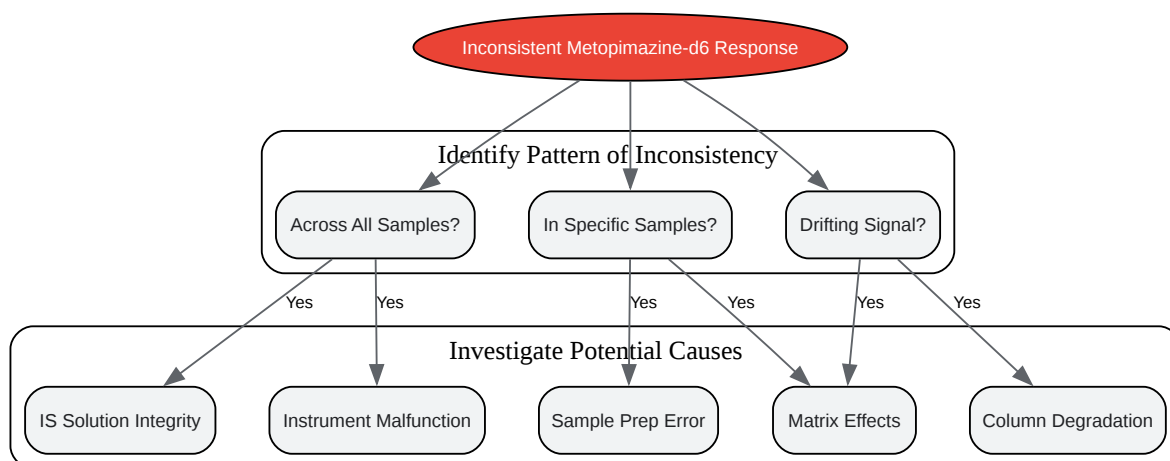 Inconsistent Metopimazine-d6 Response
Identify Pattern of Inconsistency
Across All Samples?
In Specific Samples?
Drifting Signal?
Yes
Yes
Yes
Yes
Yes
Yes
Investigate Potential Causes
IS Solution Integrity
Instrument Malfunction
Sample Prep Error
Matrix Effects
Column Degradation